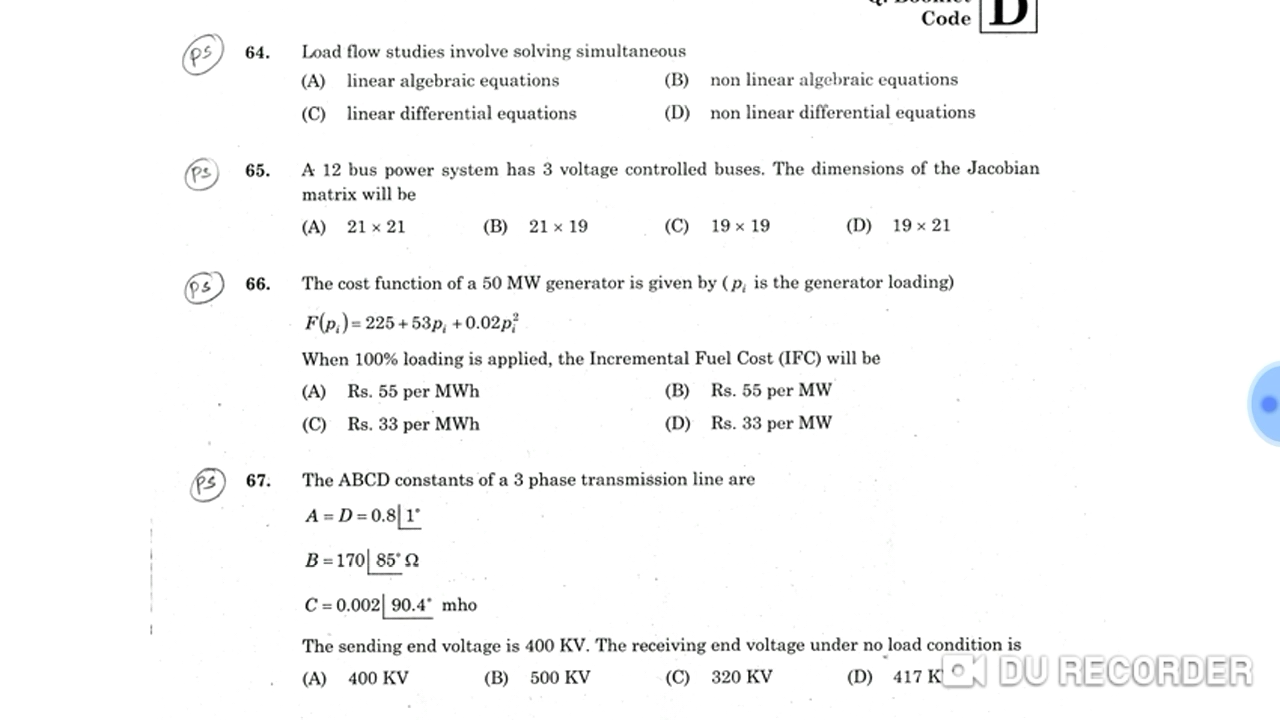 Code D
PS 64. Load flow studies involve solving simultaneous
(A) linear algebraic equations (B) non linear algebraic equations
(C) linear differential equations (D) non linear differential equations
PS 65. A 12 bus power system has 3 voltage controlled buses. The dimensions of the Jacobian
matrix will be
(A) 21 × 21 (B) 21 × 19 (C) 19 × 19 (D) 19 × 21
PS 66. The cost function of a 50 MW generator is given by (pᵢ is the generator loading)
F(pᵢ) = 225 + 53pᵢ + 0.02pᵢ²
When 100% loading is applied, the Incremental Fuel Cost (IFC) will be
(A) Rs. 55 per MWh (B) Rs. 55 per MW
(C) Rs. 33 per MWh (D) Rs. 33 per MW
PS 67. The ABCD constants of a 3 phase transmission line are
A = D = 0.8|1°
B = 170|85° Ω
C = 0.002|90.4° mho
The sending end voltage is 400 KV. The receiving end voltage under no load condition is
(A) 400 KV (B) 500 KV (C) 320 KV (D) 417 K
DU RECORDER